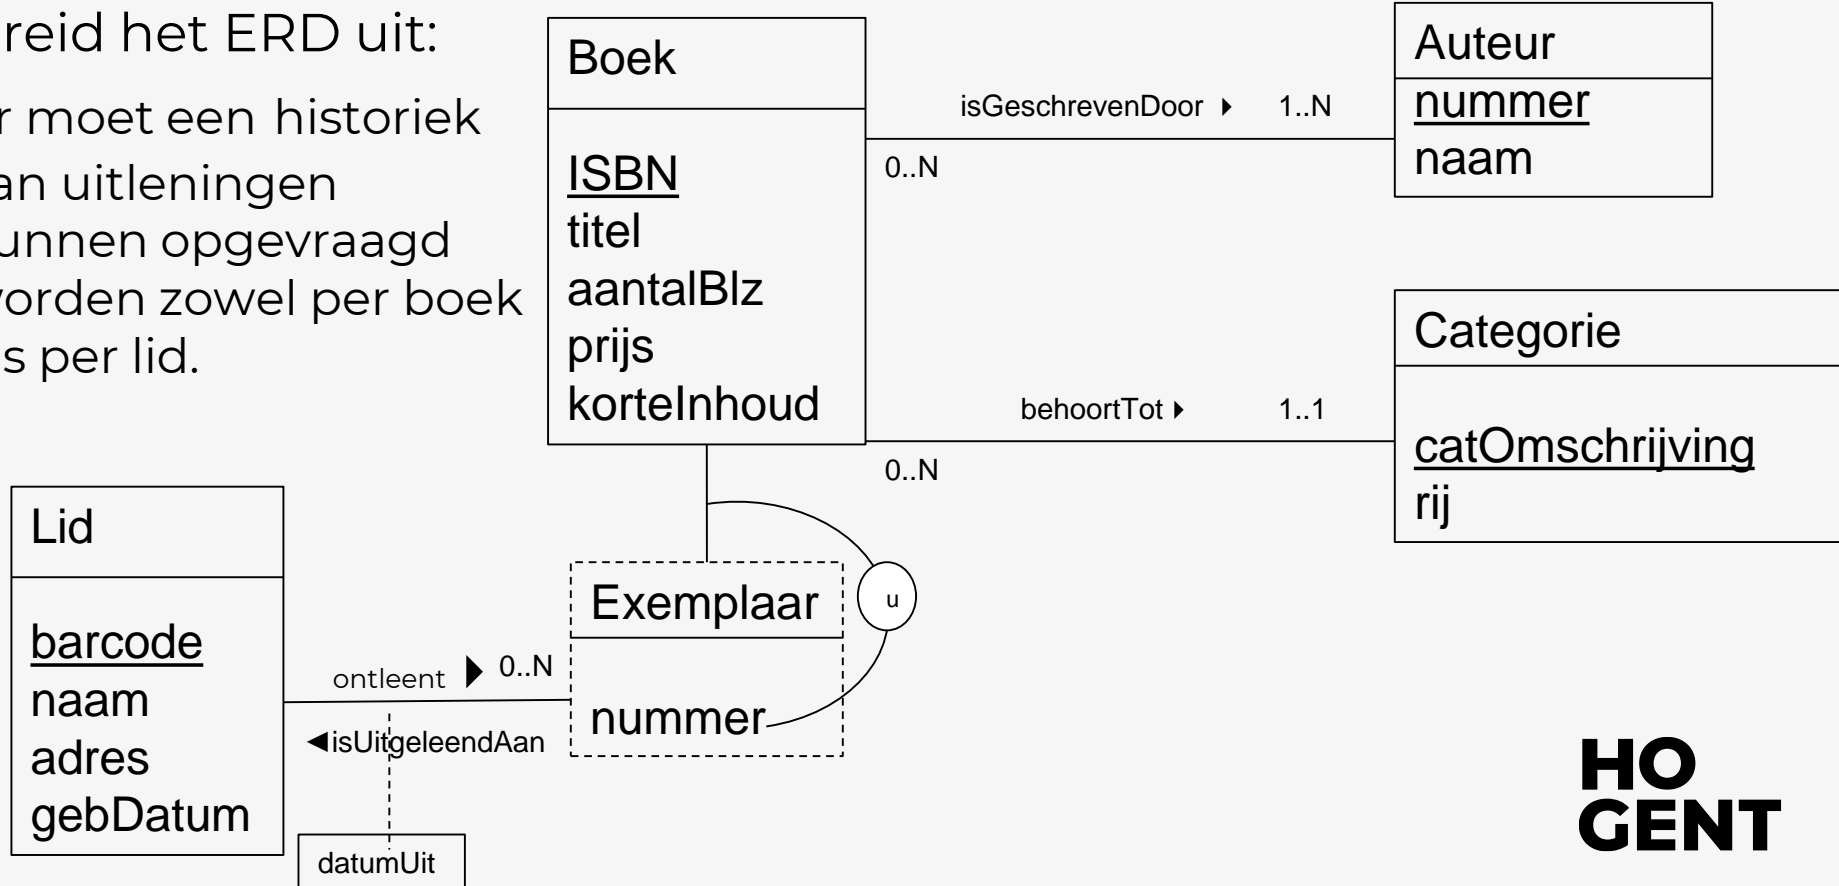 reid het ERD uit:
r moet een historiek
an uitleningen
unnen opgevraagd
worden zowel per boek
s per lid.
Boek
ISBN
titel
aantalBlz
prijs
korteInhoud
isGeschrevenDoor
1..N
0..N
Auteur
nummer
naam
behoortTot
1..1
0..N
Categorie
catOmschrijving
rij
Lid
barcode
naam
adres
gebDatum
ontleent
0..N
isUitgeleendAan
datumUit
Exemplaar
nummer
u
HO
GENT